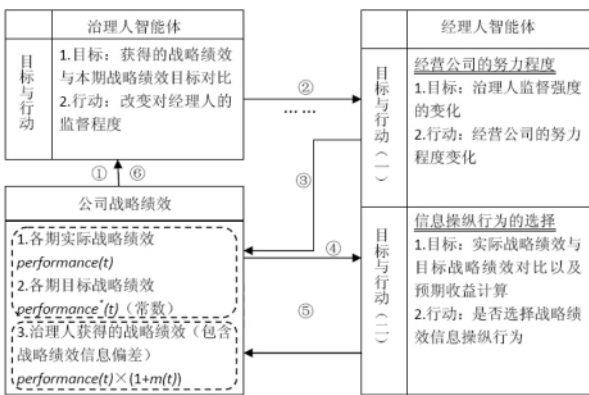 治理人智能体
目标与行动
1.目标：获得的战略绩效
与本期战略绩效目标对比
2.行动：改变对经理人的
监督程度
①
⑥
②
……
③
④
⑤
公司战略绩效
1.各期实际战略绩效
performance(t)
2.各期目标战略绩效
performance*(t)（常数）
3.治理人获得的战略绩效（包含
战略绩效信息偏差）
performance(t)×(1+m(t))
经理人智能体
目标与行动（一）
经营公司的努力程度
1.目标：治理人监督强度
的变化
2.行动：经营公司的努力
程度变化
目标与行动（二）
信息操纵行为的选择
1.目标：实际战略绩效与
目标战略绩效对比以及
预期收益计算
2.行动：是否选择战略绩
效信息操纵行为